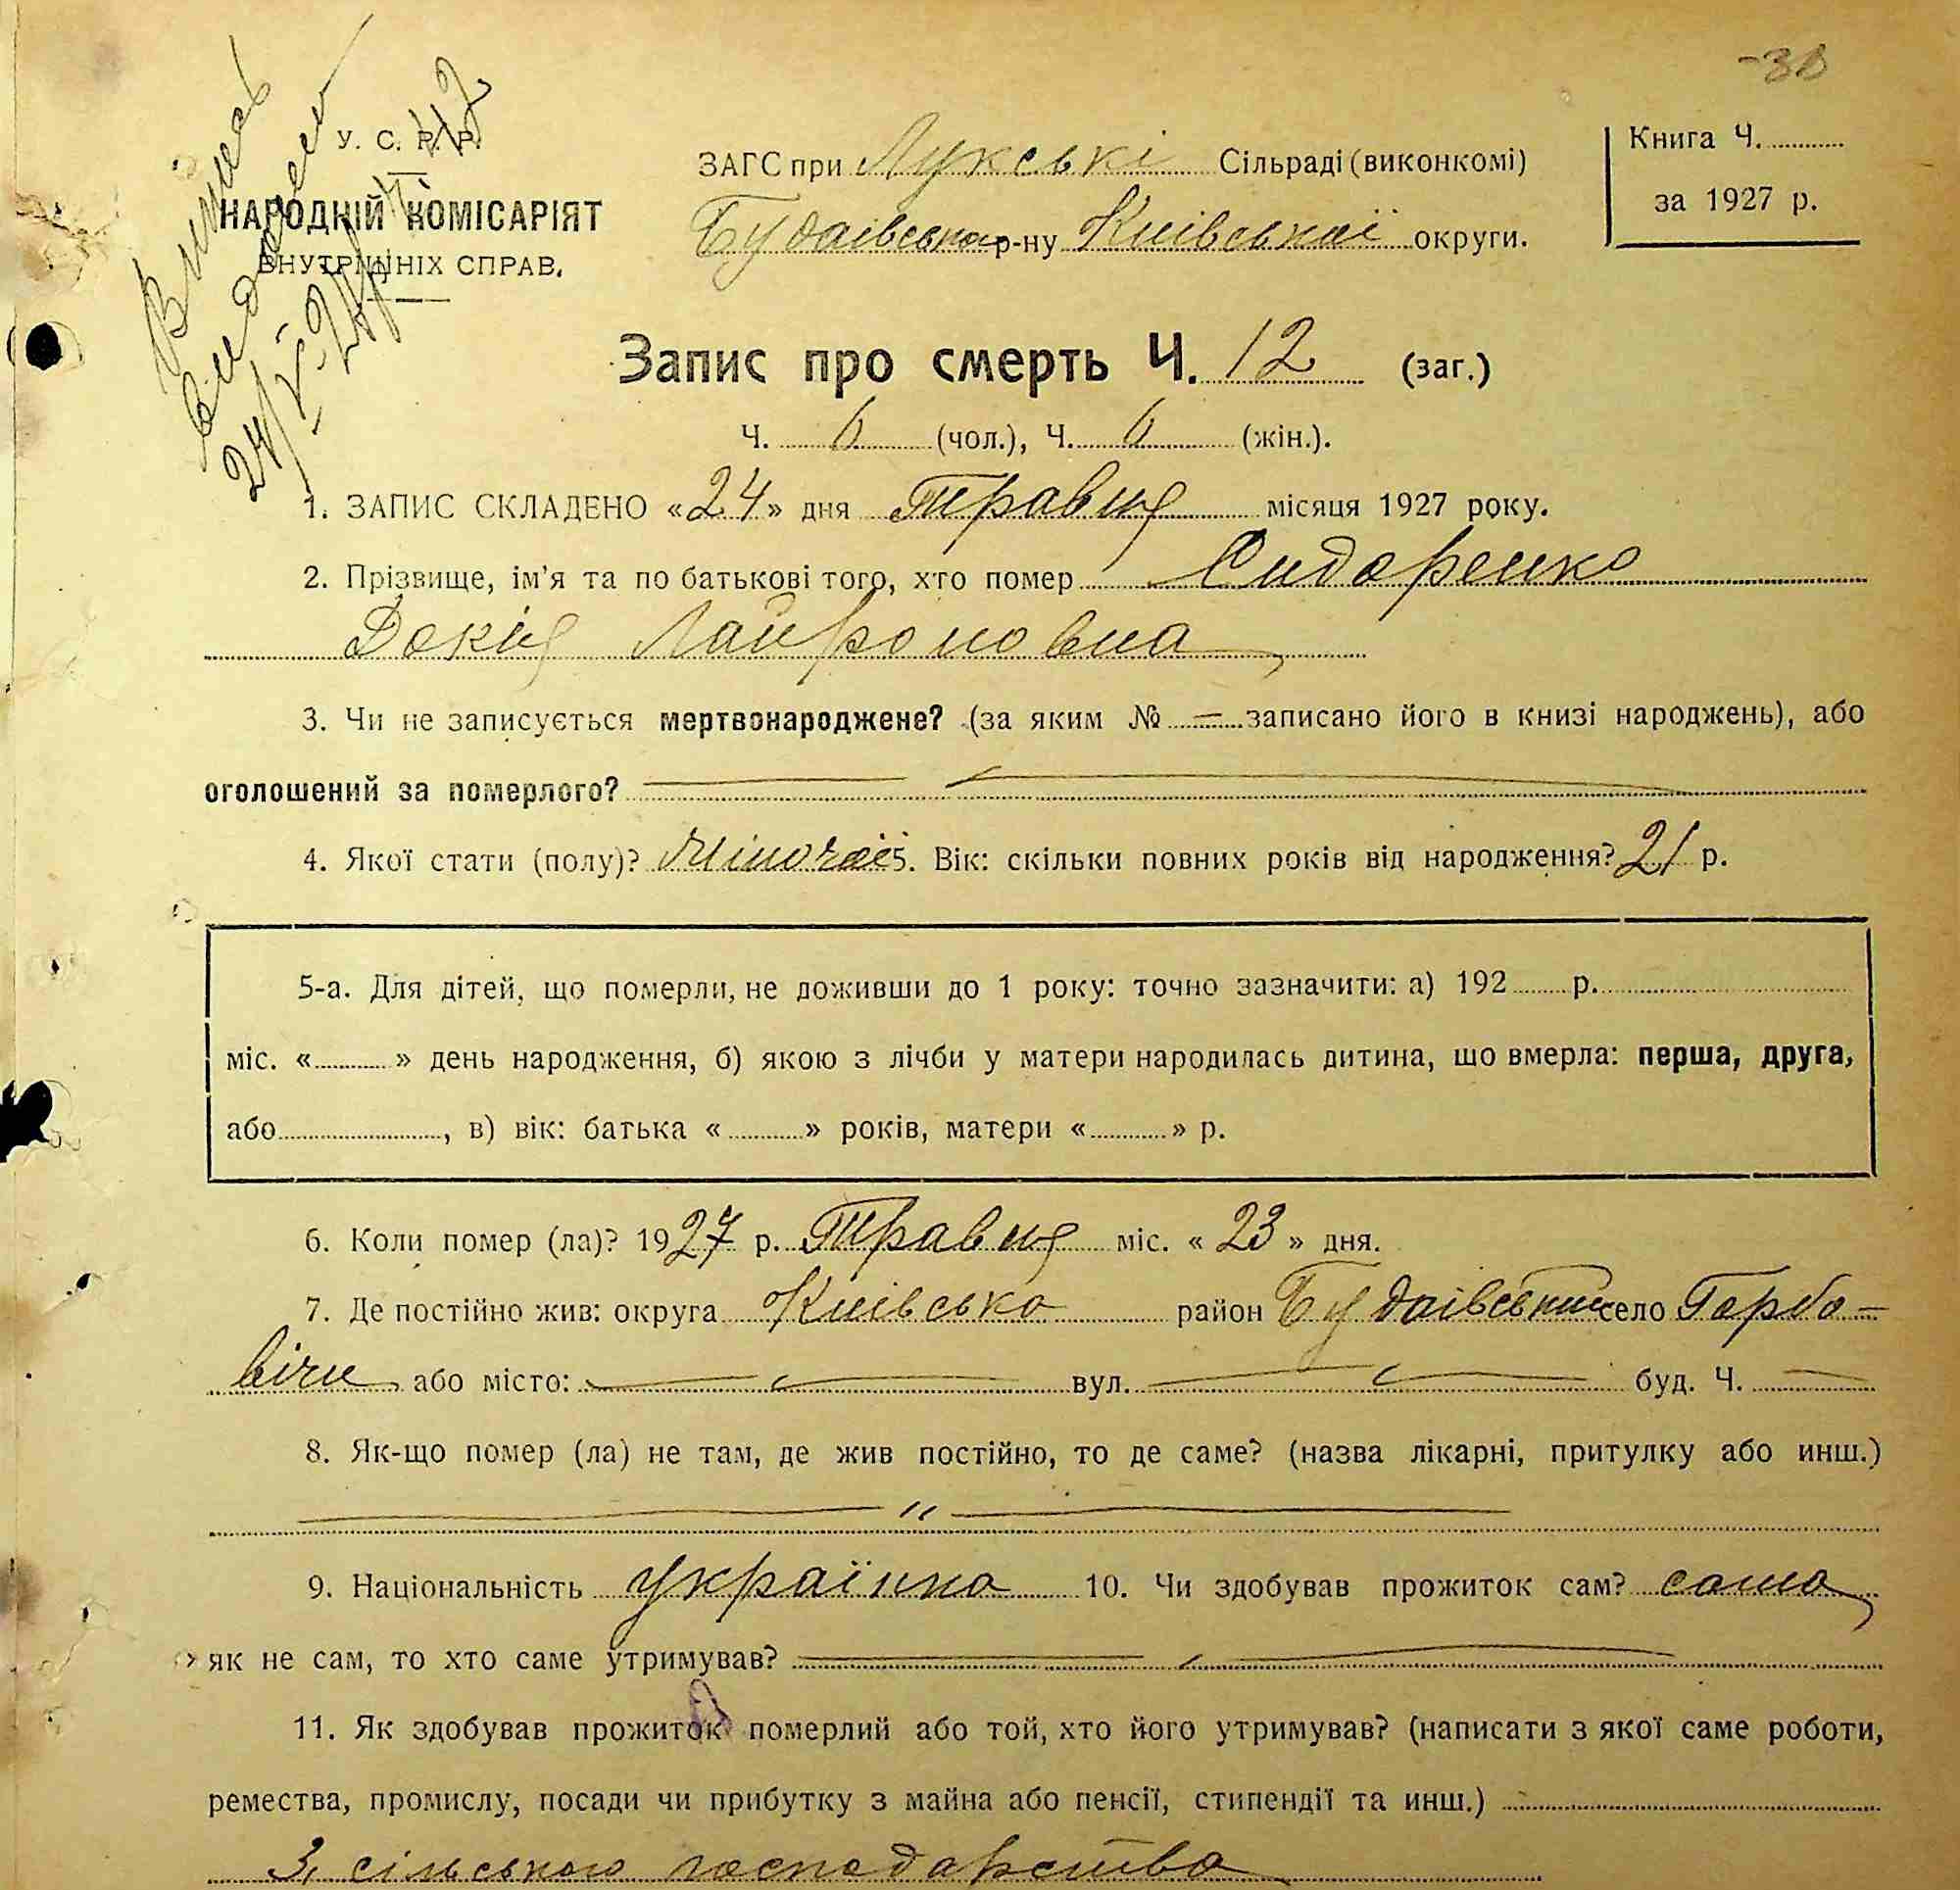 -30
У. С. Р. Р.
НАРОДНІЙ КОМІСАРІЯТ
ВНУТРІШНІХ СПРАВ.
24/V-27
ЗАГС при Лукські Сільраді (виконкомі)
Будаівська р-ну Київської округи.
Книга Ч.
за 1927 р.
Запис про смерть Ч. 12 (заг.)
Ч. 6 (чол.), Ч. 6 (жін.).
1. ЗАПИС СКЛАДЕНО «24» дня Травня місяця 1927 року.
2. Прізвище, ім’я та по батькові того, хто помер Сидоренко
Докія
3. Чи не записується мертвонароджене? (за яким № — записано його в книзі народжень), або
оголошений за померлого?
4. Якої стати (полу)? жіночаі 5. Вік: скільки повних років від народження? 21 р.
5-а. Для дітей, що померли, не доживши до 1 року: точно зазначити: а) 192 р.
міс. « » день народження, б) якою з лічби у матери народилась дитина, що вмерла: перша, друга,
або , в) вік: батька « » років, матери « » р.
6. Коли помер (ла)? 1927 р. Травня міс. «23» дня.
7. Де постійно жив: округа Киівська район Будаівський село Горбо-
вічи або місто: вул. буд. Ч.
8. Як-що помер (ла) не там, де жив постійно, то де саме? (назва лікарні, притулку або инш.)
— „ —
9. Національність українка 10. Чи здобував прожиток сам? сама
як не сам, то хто саме утримував?
11. Як здобував прожиток померлий або той, хто його утримував? (написати з якої саме роботи,
ремества, промислу, посади чи прибутку з майна або пенсії, стипендії та инш.)
З сільського господарства